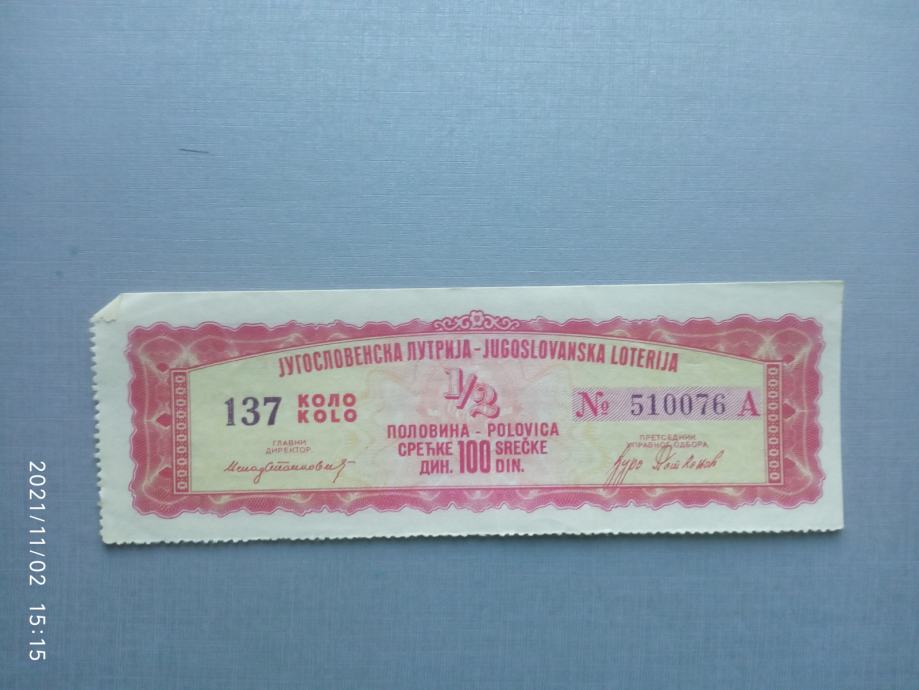 ЈУГОСЛОВЕНСКА ЛУТРИЈА - JUGOSLOVANSKA LOTERIJA
1/2
137 КОЛО
KOLO
№ 510076 A
ПОЛОВИНА - POLOVICA
СРЕЋКЕ 100 SREČKE
ДИН. DIN.
ГЛАВНИ
ДИРЕКТОР
ПРЕТСЕДНИК
УПРАВНОГ ОДБОРА
2021/11/02 15:15